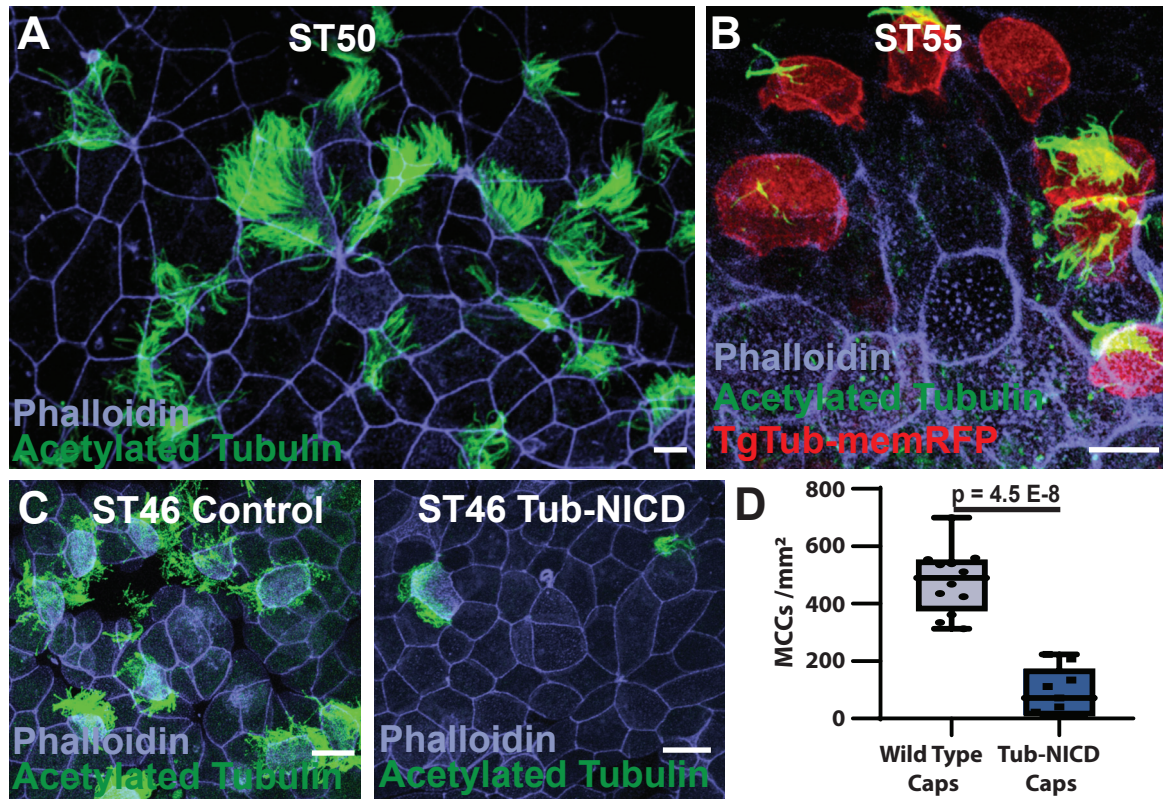 A
ST50
Phalloidin
Acetylated Tubulin
B
ST55
Phalloidin
Acetylated Tubulin
TgTub-memRFP
C
ST46 Control
Phalloidin
Acetylated Tubulin
ST46 Tub-NICD
Phalloidin
Acetylated Tubulin
D
p = 4.5 E-8
MCCs /mm²
800
600
400
200
0
Wild Type
Caps
Tub-NICD
Caps